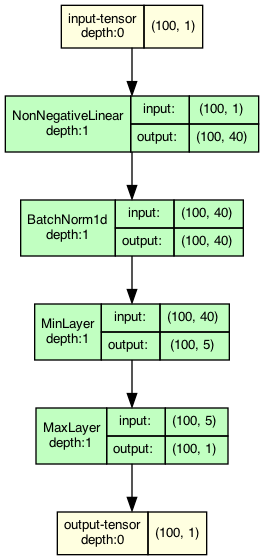 input-tensor
depth:0
(100, 1)
NonNegativeLinear
depth:1
input:
(100, 1)
output:
(100, 40)
BatchNorm1d
depth:1
input:
(100, 40)
output:
(100, 40)
MinLayer
depth:1
input:
(100, 40)
output:
(100, 5)
MaxLayer
depth:1
input:
(100, 5)
output:
(100, 1)
output-tensor
depth:0
(100, 1)